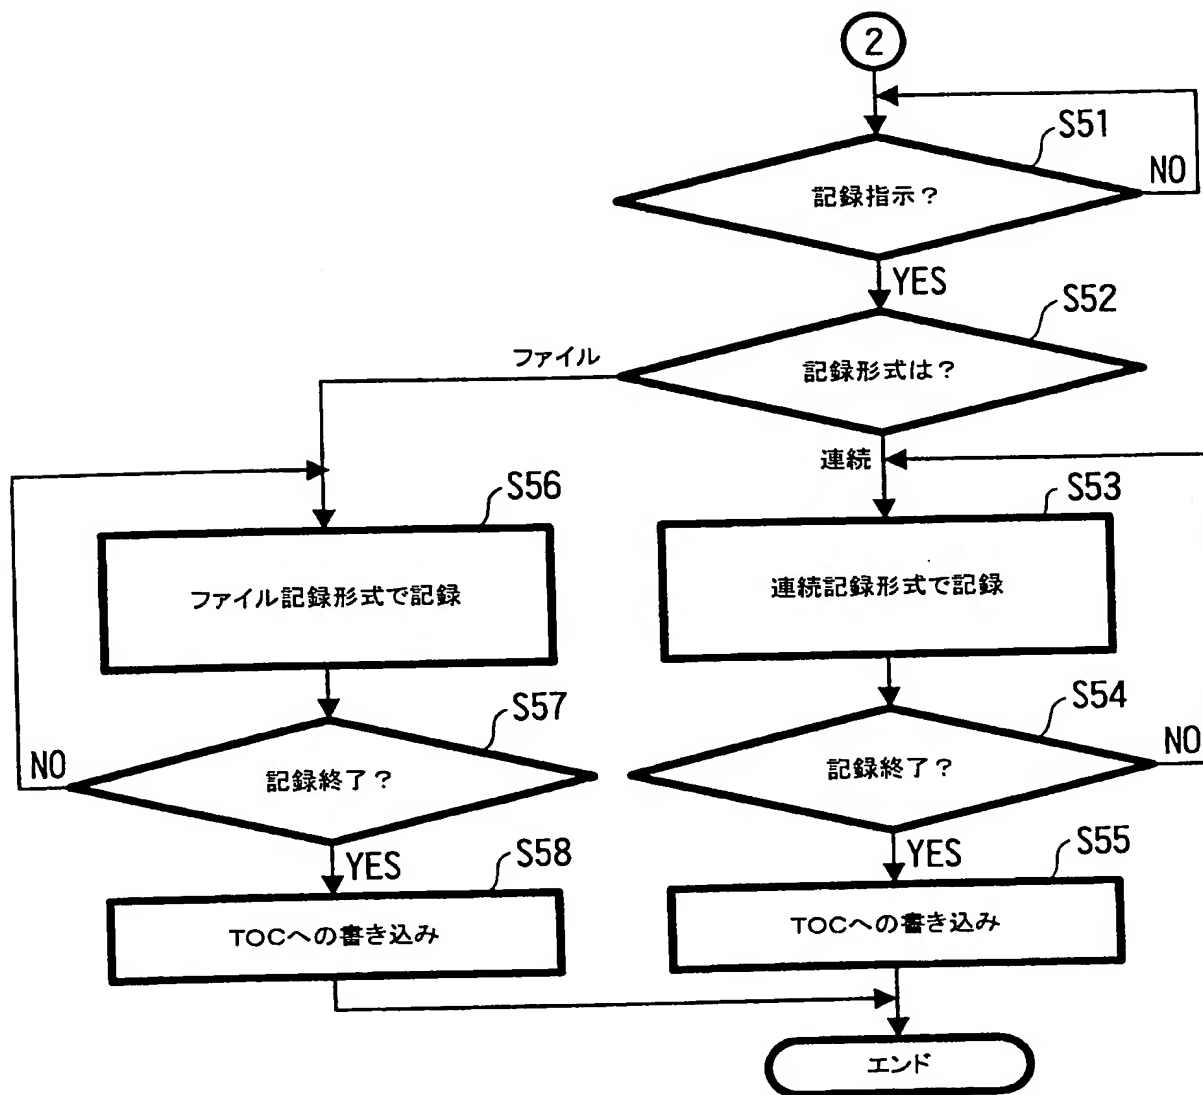 2
S51
記録指示?
NO
YES
S52
記録形式は?
ファイル
連続
S56
ファイル記録形式で記録
S53
連続記録形式で記録
S57
記録終了?
NO
YES
S54
記録終了?
NO
YES
S58
TOCへの書き込み
S55
TOCへの書き込み
エンド